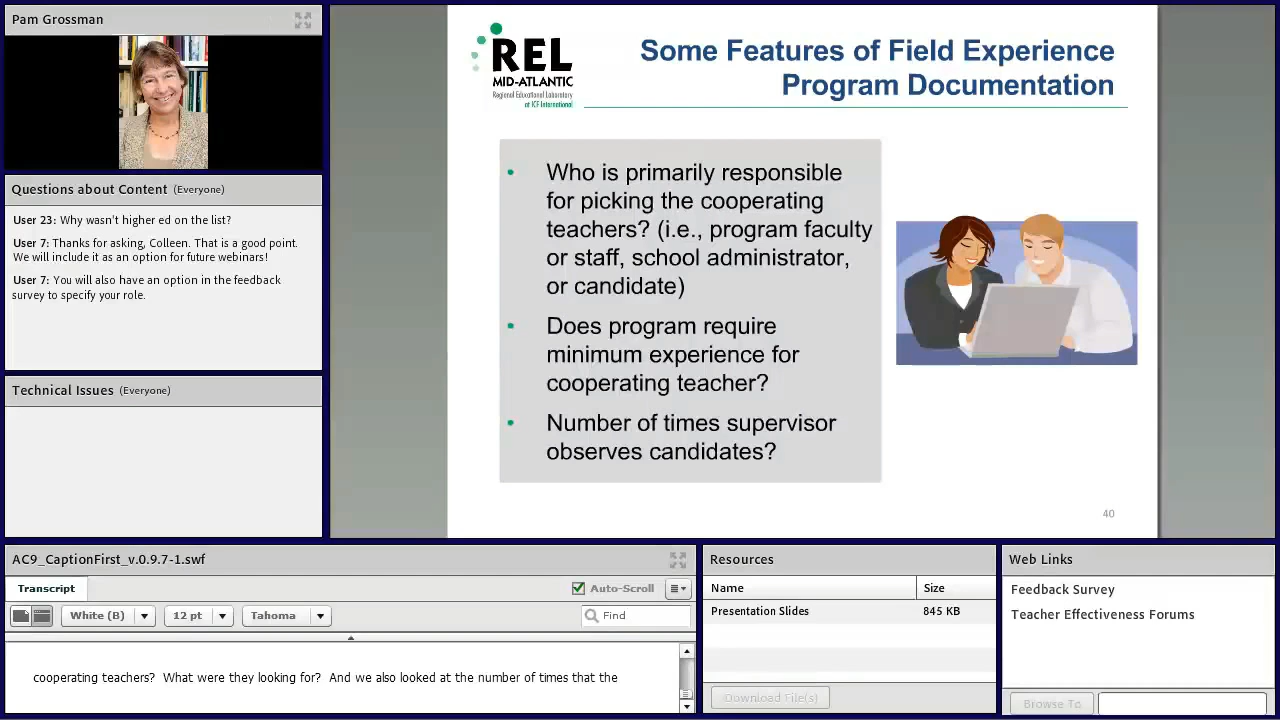 Pam Grossman
Questions about Content (Everyone)
User 23: Why wasn't higher ed on the list?
User 7: Thanks for asking, Colleen. That is a good point.
We will include it as an option for future webinars!
User 7: You will also have an option in the feedback
survey to specify your role.
Technical Issues (Everyone)
REL
MID-ATLANTIC
Regional Educational Laboratory
at ICF International
Some Features of Field Experience
Program Documentation
• Who is primarily responsible
for picking the cooperating
teachers? (i.e., program faculty
or staff, school administrator,
or candidate)
• Does program require
minimum experience for
cooperating teacher?
• Number of times supervisor
observes candidates?
40
AC9_CaptionFirst_v.0.9.7-1.swf
Transcript
Auto-Scroll
White (B)
12 pt
Tahoma
Find
cooperating teachers? What were they looking for? And we also looked at the number of times that the
Resources
Name Size
Presentation Slides 845 KB
Download File(s)
Web Links
Feedback Survey
Teacher Effectiveness Forums
Browse To